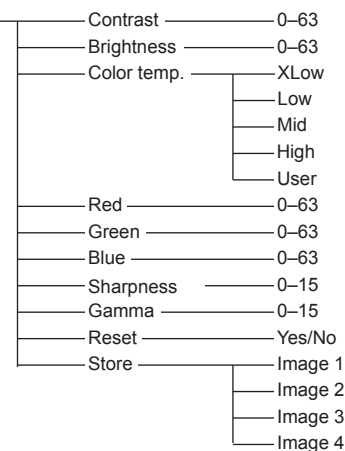 Contrast 0–63
Brightness 0–63
Color temp. XLow
Low
Mid
High
User
Red 0–63
Green 0–63
Blue 0–63
Sharpness 0–15
Gamma 0–15
Reset Yes/No
Store Image 1
Image 2
Image 3
Image 4